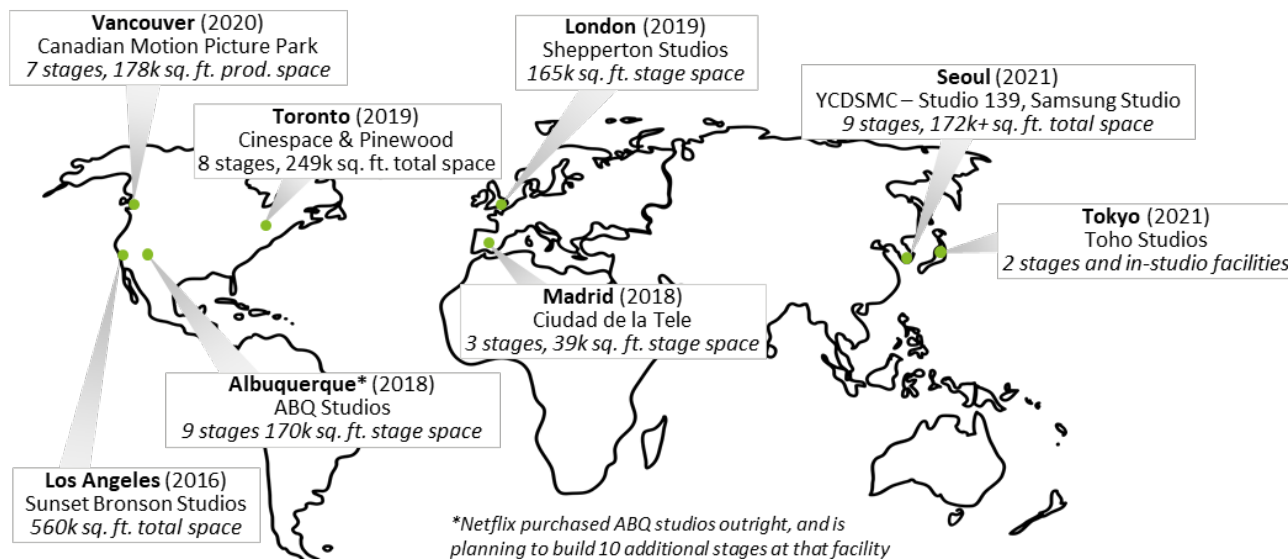 Vancouver (2020)
Canadian Motion Picture Park
7 stages, 178k sq. ft. prod. space
London (2019)
Shepperton Studios
165k sq. ft. stage space
Seoul (2021)
YCDSMC – Studio 139, Samsung Studio
9 stages, 172k+ sq. ft. total space
Toronto (2019)
Cinespace & Pinewood
8 stages, 249k sq. ft. total space
Tokyo (2021)
Toho Studios
2 stages and in-studio facilities
Madrid (2018)
Ciudad de la Tele
3 stages, 39k sq. ft. stage space
Albuquerque* (2018)
ABQ Studios
9 stages 170k sq. ft. stage space
Los Angeles (2016)
Sunset Bronson Studios
560k sq. ft. total space
*Netflix purchased ABQ studios outright, and is
planning to build 10 additional stages at that facility